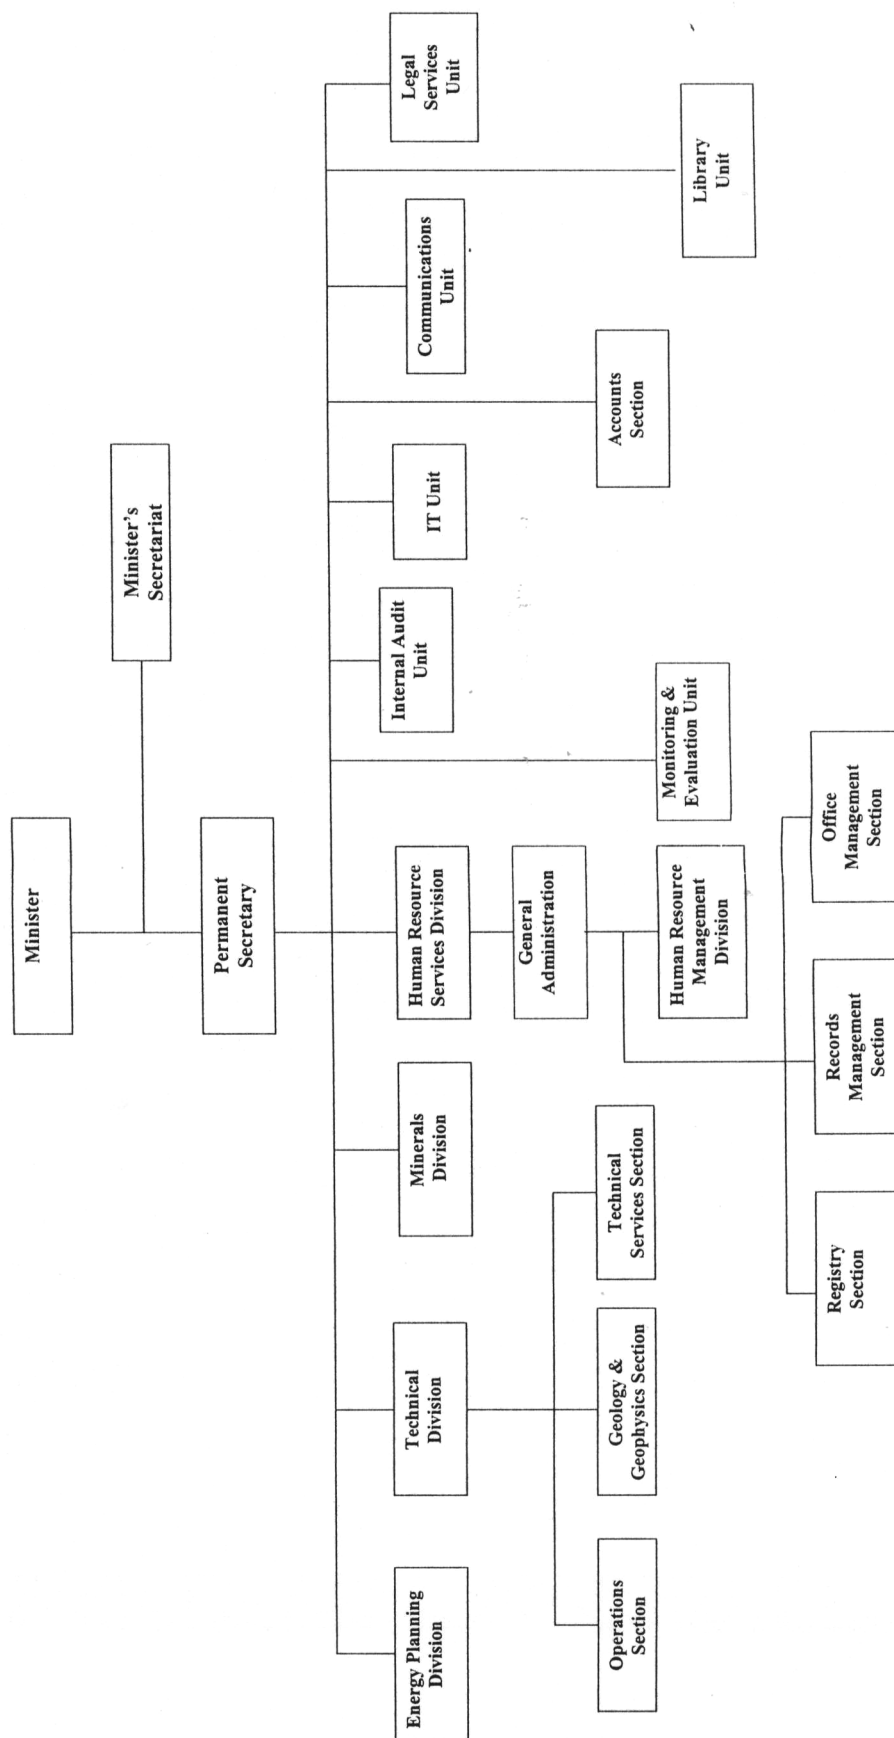 Minister
Minister's
Secretariat
Permanent
Secretary
Energy Planning
Division
Technical
Division
Minerals
Division
Human Resource
Services Division
Internal Audit
Unit
IT Unit
Communications
Unit
Legal
Services
Unit
General
Administration
Operations
Section
Geology &
Geophysics Section
Technical
Services Section
Accounts
Section
Human Resource
Management
Division
Monitoring &
Evaluation Unit
Library
Unit
Registry
Section
Records
Management
Section
Office
Management
Section